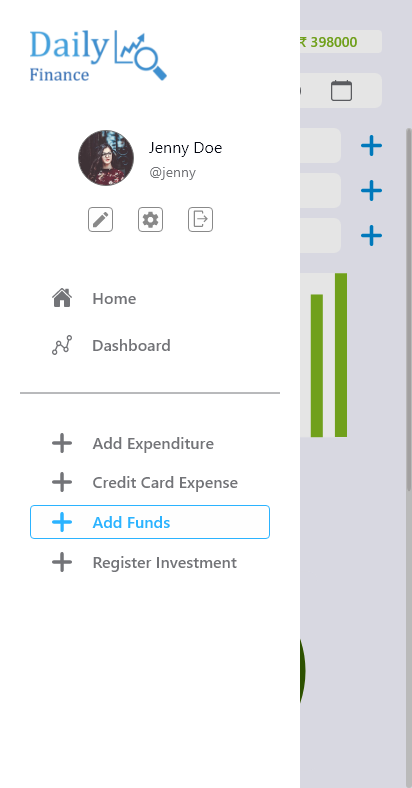 Daily
Finance
₹ 398000
Jenny Doe
@jenny
Home
Dashboard
Add Expenditure
Credit Card Expense
Add Funds
Register Investment